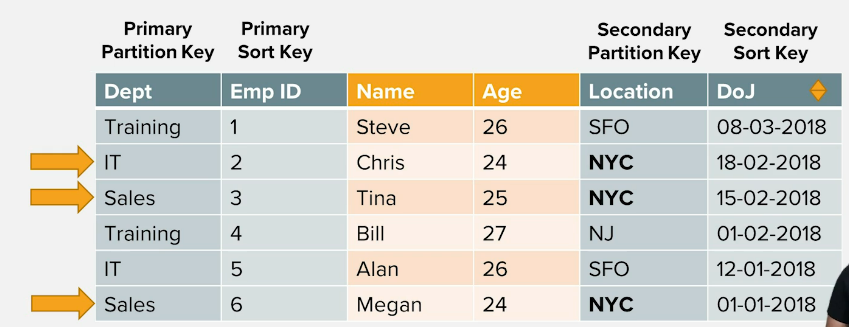 Primary Partition Key Primary Sort Key Secondary Partition Key Secondary Sort Key
Dept Emp ID Name Age Location DoJ
Training 1 Steve 26 SFO 08-03-2018
IT 2 Chris 24 NYC 18-02-2018
Sales 3 Tina 25 NYC 15-02-2018
Training 4 Bill 27 NJ 01-02-2018
IT 5 Alan 26 SFO 12-01-2018
Sales 6 Megan 24 NYC 01-01-2018